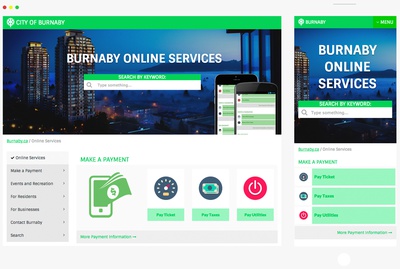 CITY OF BURNABY
BURNABY ONLINE SERVICES
SEARCH BY KEYWORD:
Type something...
Burnaby.ca / Online Services
Online Services
Make a Payment
Events and Recreation
For Residents
For Businesses
Contact Burnaby
Search
MAKE A PAYMENT
Pay Ticket
Pay Taxes
Pay Utilities
More Payment Information →
BURNABY
MENU
BURNABY
ONLINE
SERVICES
SEARCH BY KEYWORD:
Type something...
Burnaby.ca / Online Services
MAKE A PAYMENT
Pay Ticket
Pay Taxes
Pay Utilities
More Payment Information →